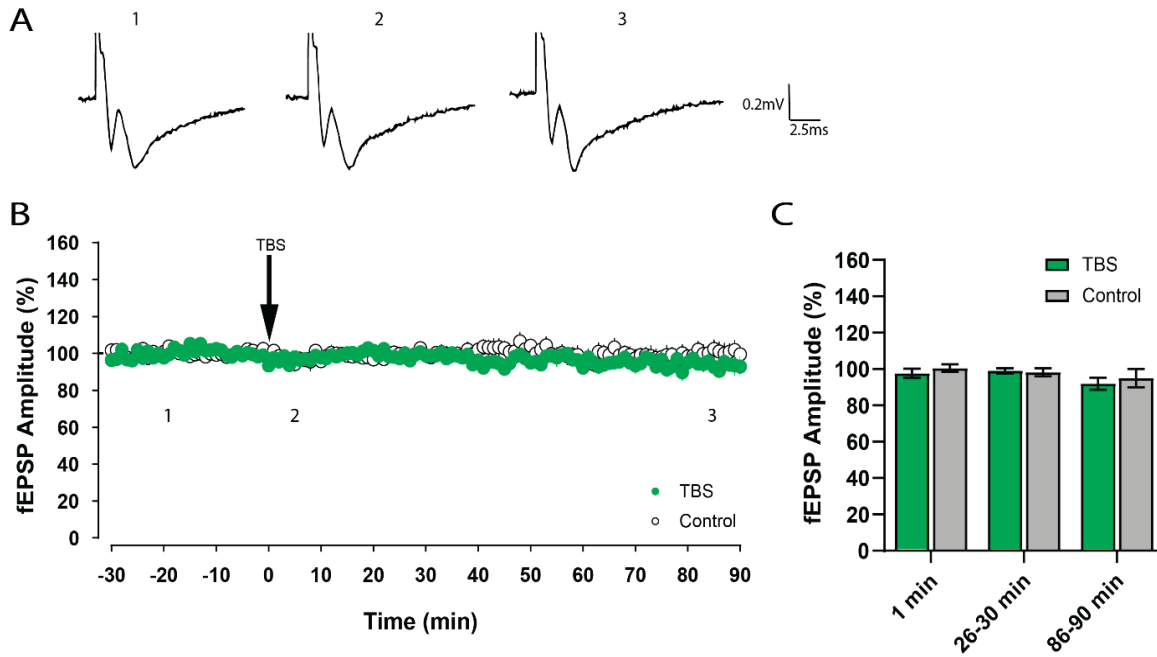 A
1
2
3
0.2mV
2.5ms
B
TBS
fEPSP Amplitude (%)
160
140
120
100
80
60
40
20
0
1
2
3
TBS
Control
-30 -20 -10 0 10 20 30 40 50 60 70 80 90
Time (min)
C
TBS
Control
fEPSP Amplitude (%)
160
140
120
100
80
60
40
20
0
1 min
26-30 min
86-90 min